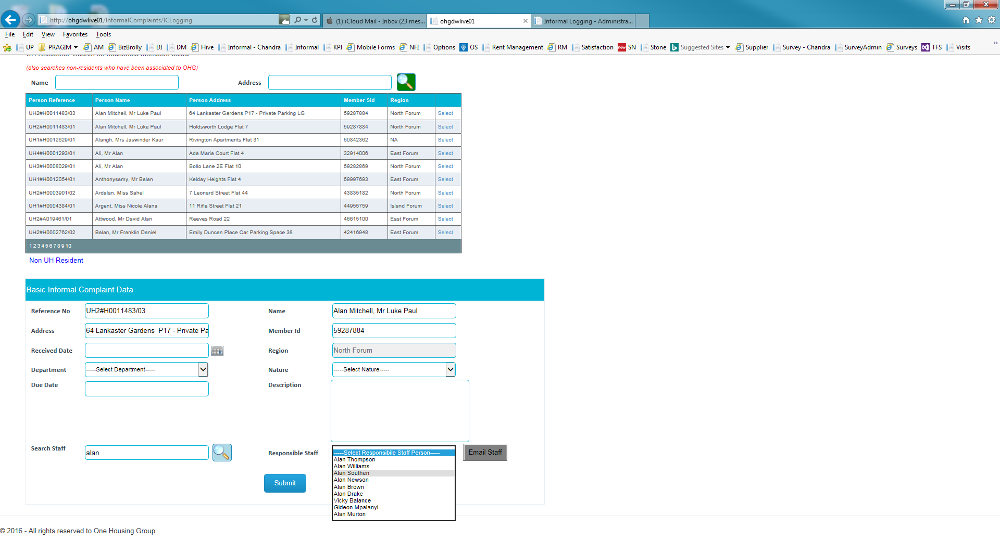 http://ohgdwlive01/InformalComplaints/ICLogging
(1) iCloud Mail - Inbox (23 mes...
ohgdwlive01
Informal Logging - Administra...
File Edit View Favorites Tools
UP PRAGIM AM BizBrolly DI DM Hive Informal - Chandra Informal KPI Mobile Forms NFI Options OS Rent Management RM Satisfaction now SN Stone Suggested Sites Supplier Survey - Chandra SurveyAdmin Surveys TFS Visits
(also searches non-residents who have been associated to OHG)
Name Address
Person Reference Person Name Person Address Member Sid Region
UH2#H0011483/03 Alan Mitchell, Mr Luke Paul 64 Lankaster Gardens P17 - Private Parking LG 59287884 North Forum Select
UH2#H0011483/01 Alan Mitchell, Mr Luke Paul Holdsworth Lodge Flat 7 59287884 North Forum Select
UH1#H0012629/01 Alangh, Mrs Jaswinder Kaur Rivington Apartments Flat 31 60842362 NA Select
UH4#H0001293/01 Ali, Mr Alan Ada Maria Court Flat 4 32914006 East Forum Select
UH3#H0008029/01 Ali, Mr Alan Bollo Lane 2E Flat 10 59282869 North Forum Select
UH1#H0012054/01 Anthonysamy, Mr Balan Kelday Heights Flat 4 59997693 East Forum Select
UH2#H0003901/02 Ardalan, Miss Sahel 7 Leonard Street Flat 44 43835182 North Forum Select
UH1#H0004384/01 Argent, Miss Nicole Alana 11 Rifle Street Flat 21 44955759 Island Forum Select
UH2#A019461/01 Attwood, Mr David Alan Reeves Road 22 46615100 East Forum Select
UH2#H0002762/02 Balan, Mr Franklin Daniel Emily Duncan Place Car Parking Space 38 42416948 East Forum Select
1 2 3 4 5 6 7 8 9 10
Non UH Resident
Basic Informal Complaint Data
Reference No UH2#H0011483/03 Name Alan Mitchell, Mr Luke Paul
Address 64 Lankaster Gardens P17 - Private Pa Member Id 59287884
Received Date Region North Forum
Department -----Select Department----- Nature -----Select Nature-----
Due Date Description
Search Staff alan Responsible Staff -----Select Responsibile Staff Person----- Email Staff
Alan Thompson
Alan Williams
Alan Southen
Alan Newson
Alan Brown
Alan Drake
Vicky Balance
Gideon Mpalanyi
Alan Murton
Submit
© 2016 - All rights reserved to One Housing Group